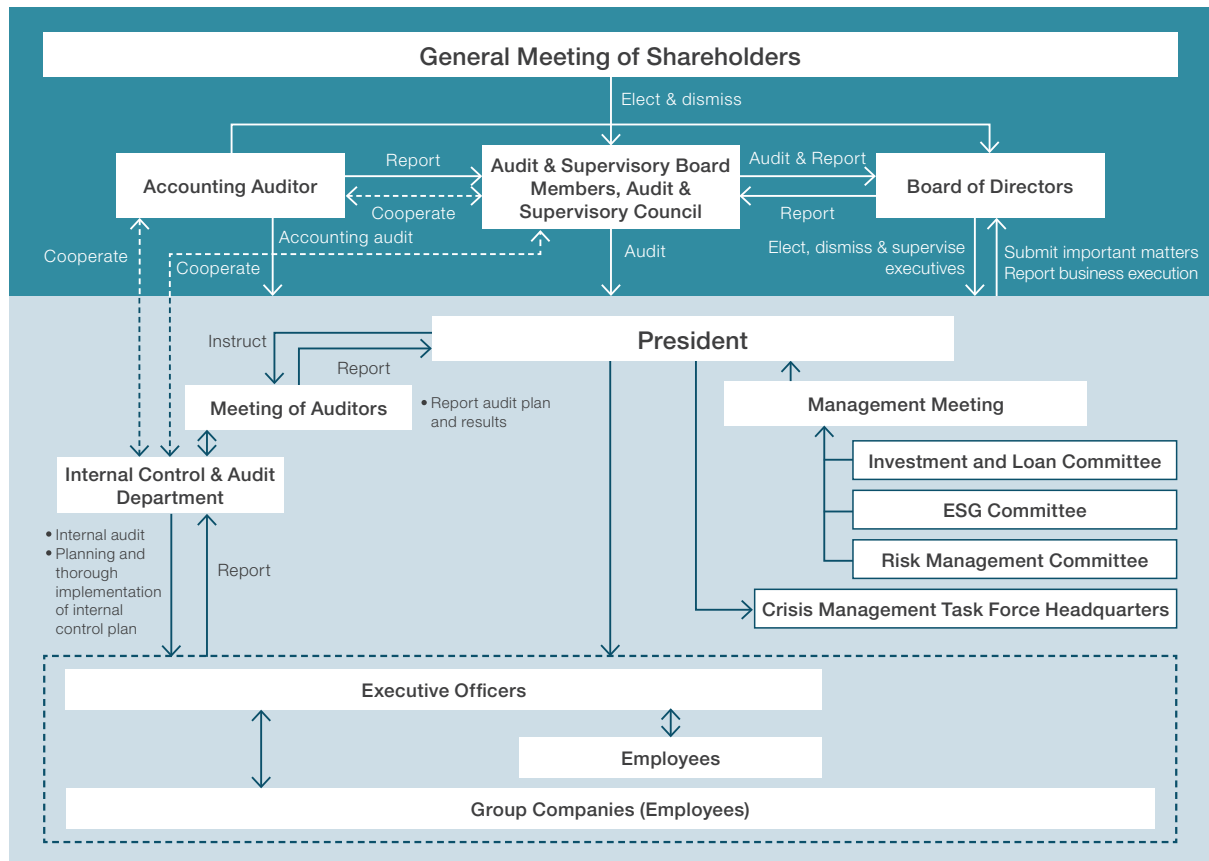 General Meeting of Shareholders
Elect & dismiss
Accounting Auditor
Report
Cooperate
Audit & Supervisory Board
Members, Audit &
Supervisory Council
Audit & Report
Report
Board of Directors
Cooperate
Cooperate
Accounting audit
Audit
Elect, dismiss & supervise
executives
Submit important matters
Report business execution
President
Instruct
Report
Meeting of Auditors
• Report audit plan
and results
Management Meeting
Investment and Loan Committee
ESG Committee
Risk Management Committee
Crisis Management Task Force Headquarters
Internal Control & Audit
Department
• Internal audit
• Planning and
thorough
implementation
of internal
control plan
Report
Executive Officers
Employees
Group Companies (Employees)